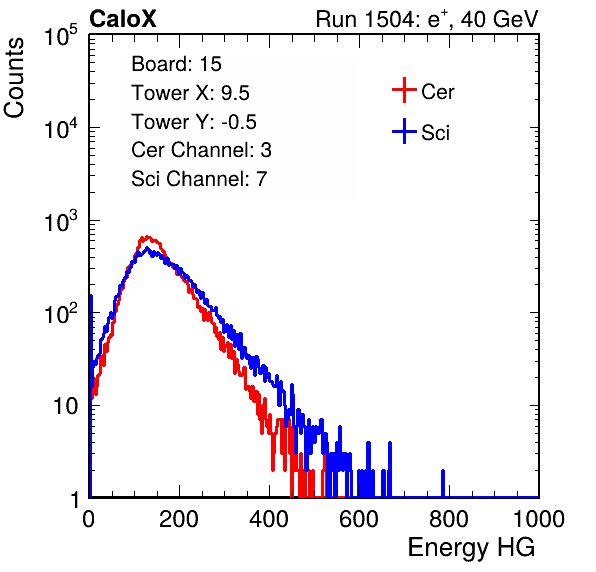 CaloX Run 1504: e+, 40 GeV
Counts
Board: 15
Tower X: 9.5
Tower Y: -0.5
Cer Channel: 3
Sci Channel: 7
Cer
Sci
10^5
10^4
10^3
10^2
10
1
0 200 400 600 800 1000
Energy HG